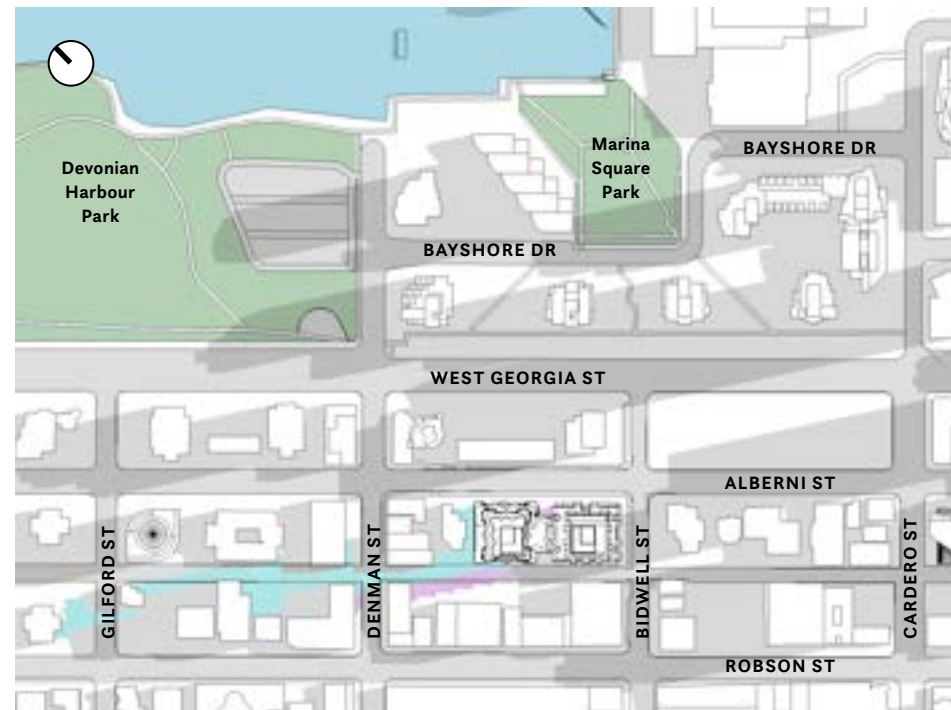 Devonian
Harbour
Park
Marina
Square
Park
BAYSHORE DR
BAYSHORE DR
WEST GEORGIA ST
ALBERNI ST
GILFORD ST
DENMAN ST
BIDWELL ST
CARDERO ST
ROBSON ST